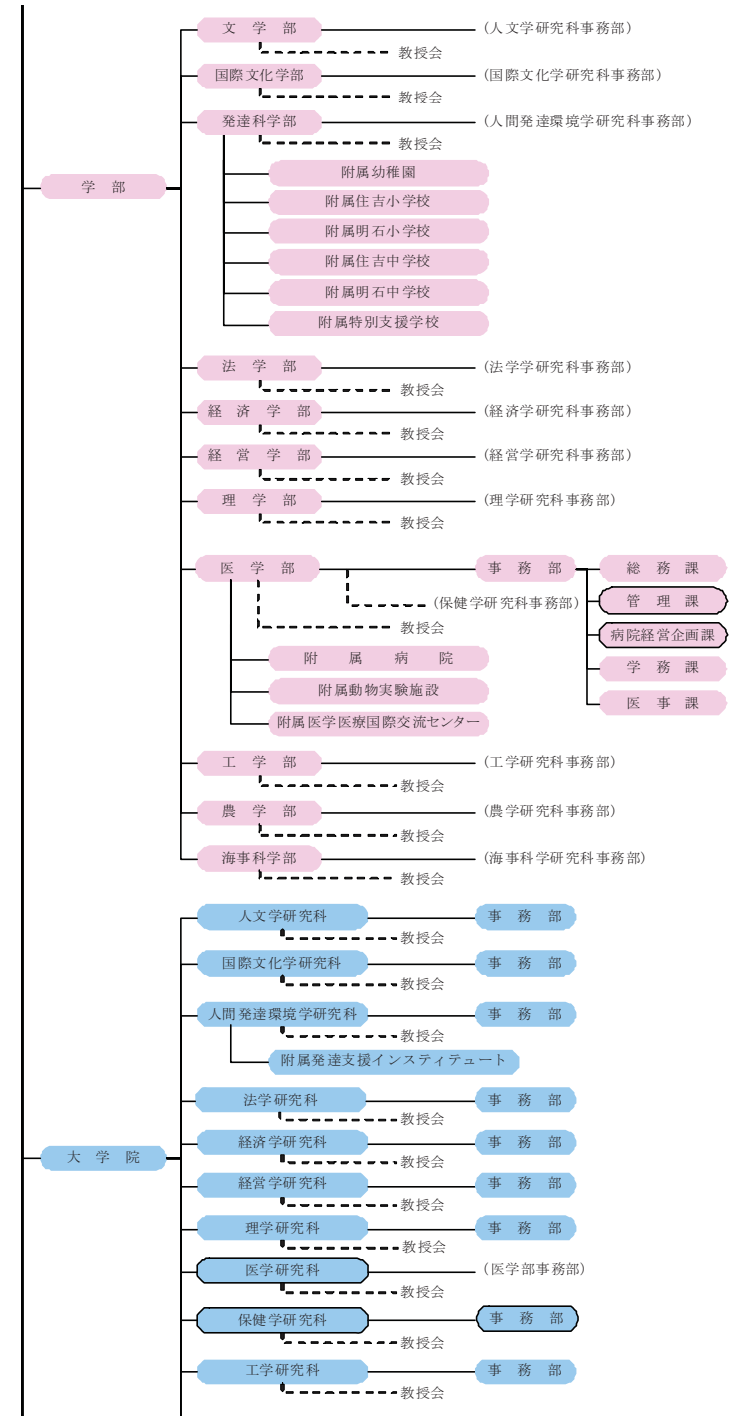 文学部 (人文学研究科事務部)
教授会
国際文化学部 (国際文化学研究科事務部)
教授会
発達科学部 (人間発達環境学研究科事務部)
教授会
附属幼稚園
学部
附属住吉小学校
附属明石小学校
附属住吉中学校
附属明石中学校
附属特別支援学校
法学部 (法学学研究科事務部)
教授会
経済学部 (経済学研究科事務部)
教授会
経営学部 (経営学研究科事務部)
教授会
理学部 (理学研究科事務部)
教授会
医学部 事務部 総務課
(保健学研究科事務部) 管理課
教授会 病院経営企画課
附属病院 学務課
附属動物実験施設 医事課
附属医学医療国際交流センター
工学部 (工学研究科事務部)
教授会
農学部 (農学研究科事務部)
教授会
海事科学部 (海事科学研究科事務部)
教授会
人文学研究科 事務部
教授会
国際文化学研究科 事務部
教授会
人間発達環境学研究科 事務部
教授会
附属発達支援インスティテュート
法学研究科 事務部
教授会
経済学研究科 事務部
大学院
教授会
経営学研究科 事務部
教授会
理学研究科 事務部
教授会
医学研究科 (医学部事務部)
教授会
保健学研究科 事務部
教授会
工学研究科 事務部
教授会